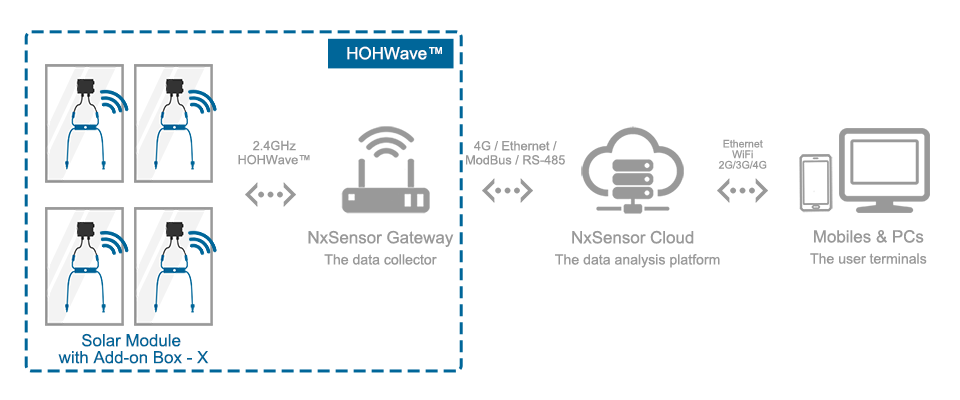 HOHWave™
2.4GHz
HOHWave™
4G / Ethernet /
ModBus / RS-485
Ethernet
WiFi
2G/3G/4G
NxSensor Gateway
The data collector
NxSensor Cloud
The data analysis platform
Mobiles & PCs
The user terminals
Solar Module
with Add-on Box - X